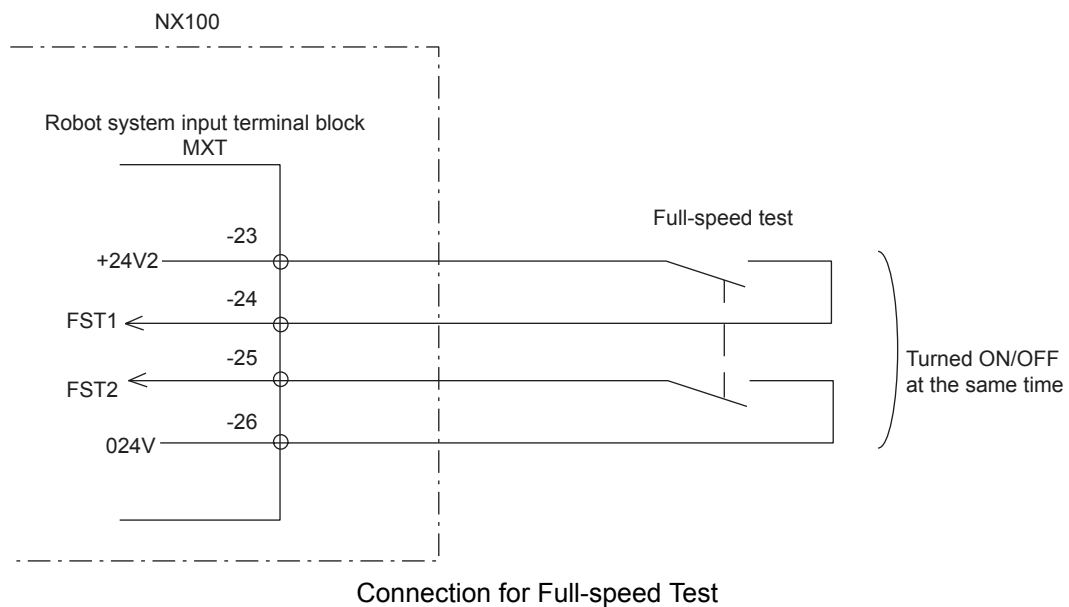 NX100
Robot system input terminal block
MXT
Full-speed test
-23
+24V2
-24
FST1
-25
FST2
Turned ON/OFF
at the same time
-26
024V
Connection for Full-speed Test